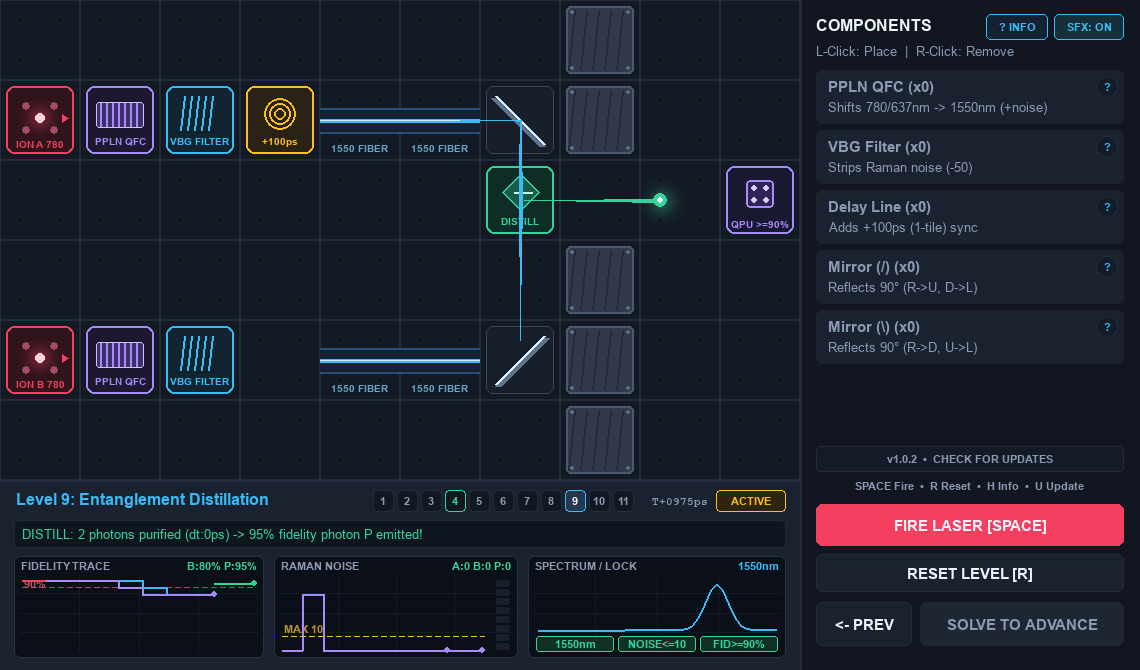 COMPONENTS
? INFO
SFX: ON
L-Click: Place | R-Click: Remove
PPLN QFC (x0)
?
Shifts 780/637nm -> 1550nm (+noise)
VBG Filter (x0)
?
Strips Raman noise (-50)
Delay Line (x0)
?
Adds +100ps (1-tile) sync
Mirror (/) (x0)
?
Reflects 90° (R->U, D->L)
Mirror (\) (x0)
?
Reflects 90° (R->D, U->L)
v1.0.2 • CHECK FOR UPDATES
SPACE Fire • R Reset • H Info • U Update
FIRE LASER [SPACE]
RESET LEVEL [R]
<- PREV
SOLVE TO ADVANCE
ION A 780
PPLN QFC
VBG FILTER
+100ps
1550 FIBER
1550 FIBER
DISTILL
QPU >=90%
ION B 780
PPLN QFC
VBG FILTER
1550 FIBER
1550 FIBER
Level 9: Entanglement Distillation
1 2 3 4 5 6 7 8 9 10 11
T+0975ps
ACTIVE
DISTILL: 2 photons purified (dt:0ps) -> 95% fidelity photon P emitted!
FIDELITY TRACE
B:80% P:95%
90%
RAMAN NOISE
A:0 B:0 P:0
MAX 10
SPECTRUM / LOCK
1550nm
1550nm
NOISE<=10
FID>=90%